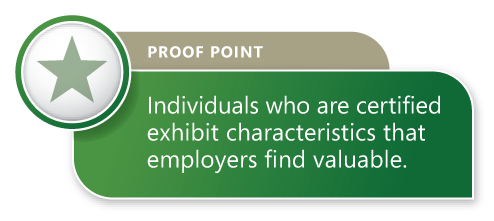 PROOF POINT
Individuals who are certified
exhibit characteristics that
employers find valuable.